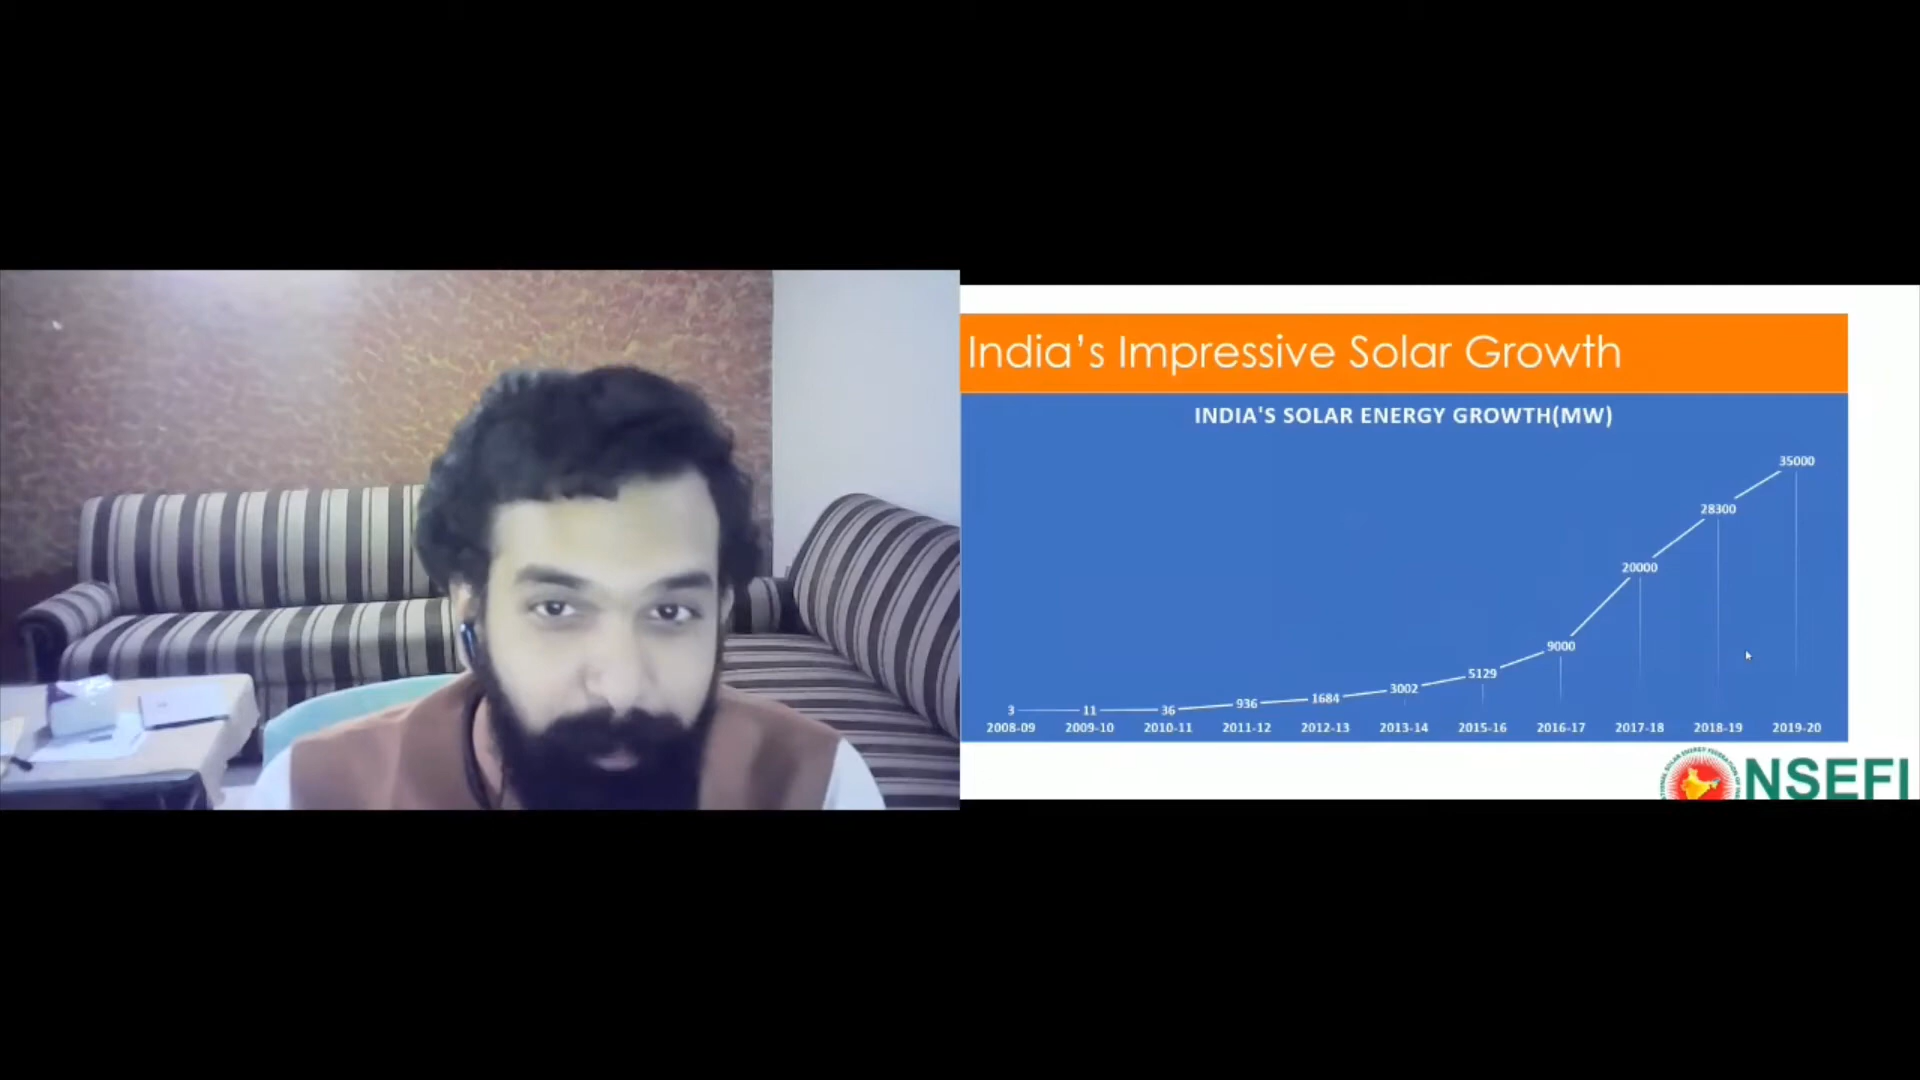 India's Impressive Solar Growth
INDIA'S SOLAR ENERGY GROWTH(MW)
35000
28300
20000
9000
5129
3002
1684
936
36
11
3
2008-09 2009-10 2010-11 2011-12 2012-13 2013-14 2015-16 2016-17 2017-18 2018-19 2019-20
NSEFI